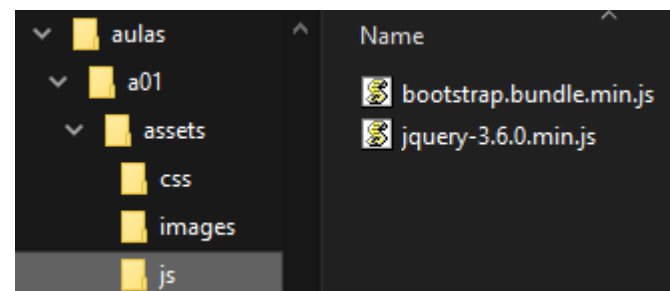 aulas
a01
assets
css
images
js
Name
bootstrap.bundle.min.js
jquery-3.6.0.min.js